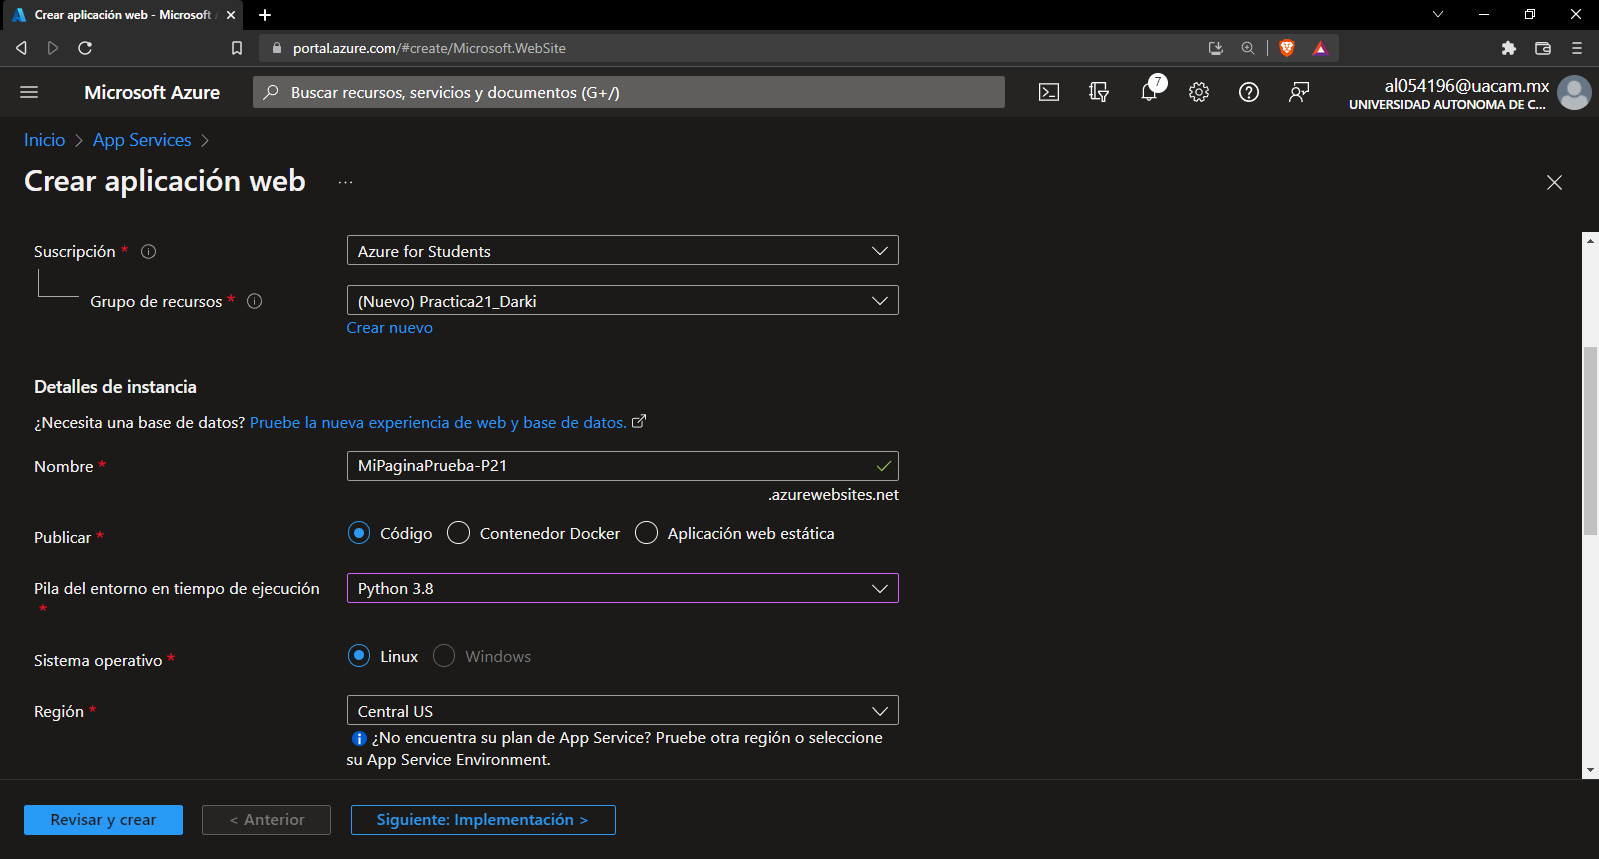 Crear aplicación web - Microsoft
portal.azure.com/#create/Microsoft.WebSite
Microsoft Azure
Buscar recursos, servicios y documentos (G+/)
7
al054196@uacam.mx
UNIVERSIDAD AUTONOMA DE C...
Inicio > App Services >
Crear aplicación web ...
Suscripción *
Azure for Students
Grupo de recursos *
(Nuevo) Practica21_Darki
Crear nuevo
Detalles de instancia
¿Necesita una base de datos? Pruebe la nueva experiencia de web y base de datos.
Nombre *
MiPaginaPrueba-P21
.azurewebsites.net
Publicar *
Código Contenedor Docker Aplicación web estática
Pila del entorno en tiempo de ejecución
*
Python 3.8
Sistema operativo *
Linux Windows
Región *
Central US
¿No encuentra su plan de App Service? Pruebe otra región o seleccione
su App Service Environment.
Revisar y crear
< Anterior
Siguiente: Implementación >